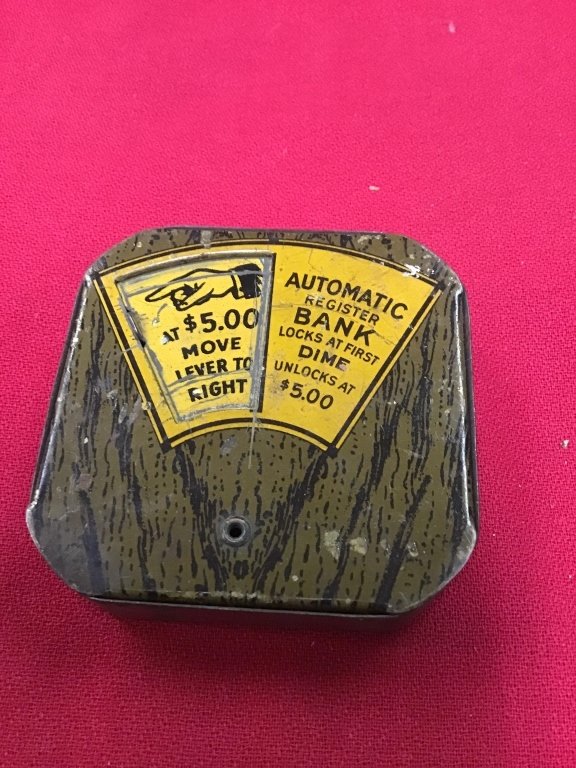 AT $5.00
MOVE
LEVER TO
RIGHT
AUTOMATIC
REGISTER
BANK
LOCKS AT FIRST
DIME
UNLOCKS AT
$5.00